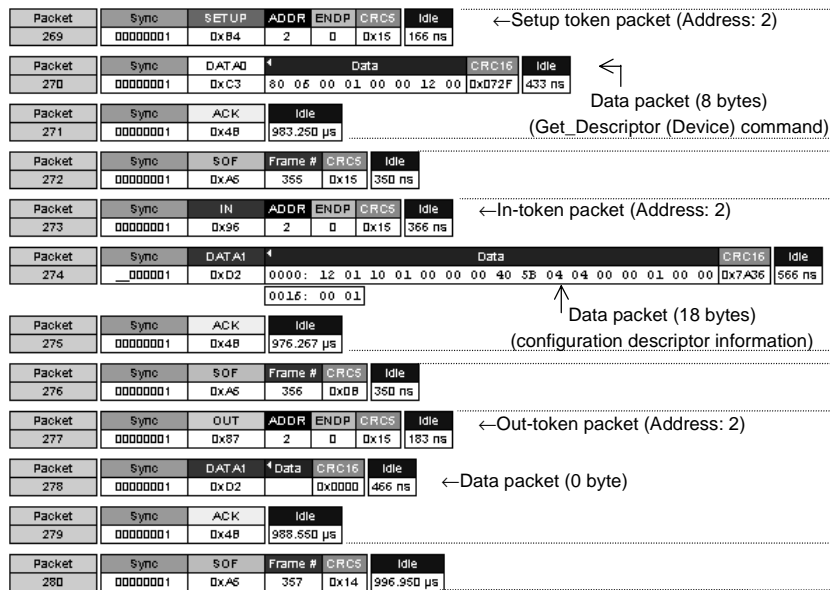 Packet Sync SETUP ADDR ENDP CRC5 Idle ←Setup token packet (Address: 2)
269 00000001 0xB4 2 0 0x15 166 ns
Packet Sync DATA0 Data CRC16 Idle
270 00000001 0xC3 80 06 00 01 00 00 12 00 0x072F 433 ns
Data packet (8 bytes)
(Get_Descriptor (Device) command)
Packet Sync ACK Idle
271 00000001 0x4B 983.250 µs
Packet Sync SOF Frame # CRC5 Idle
272 00000001 0xA5 355 0x15 350 ns
Packet Sync IN ADDR ENDP CRC5 Idle ←In-token packet (Address: 2)
273 00000001 0x96 2 0 0x15 366 ns
Packet Sync DATA1 Data CRC16 Idle
274 __000001 0xD2 0000: 12 01 10 01 00 00 00 40 5B 04 04 00 00 01 00 00 0x7A36 566 ns
0016: 00 01
Data packet (18 bytes)
(configuration descriptor information)
Packet Sync ACK Idle
275 00000001 0x4B 976.267 µs
Packet Sync SOF Frame # CRC5 Idle
276 00000001 0xA5 356 0x0B 350 ns
Packet Sync OUT ADDR ENDP CRC5 Idle ←Out-token packet (Address: 2)
277 00000001 0x87 2 0 0x15 183 ns
Packet Sync DATA1 Data CRC16 Idle ←Data packet (0 byte)
278 00000001 0xD2 0x0000 466 ns
Packet Sync ACK Idle
279 00000001 0x4B 988.550 µs
Packet Sync SOF Frame # CRC5 Idle
280 00000001 0xA5 357 0x14 996.950 µs